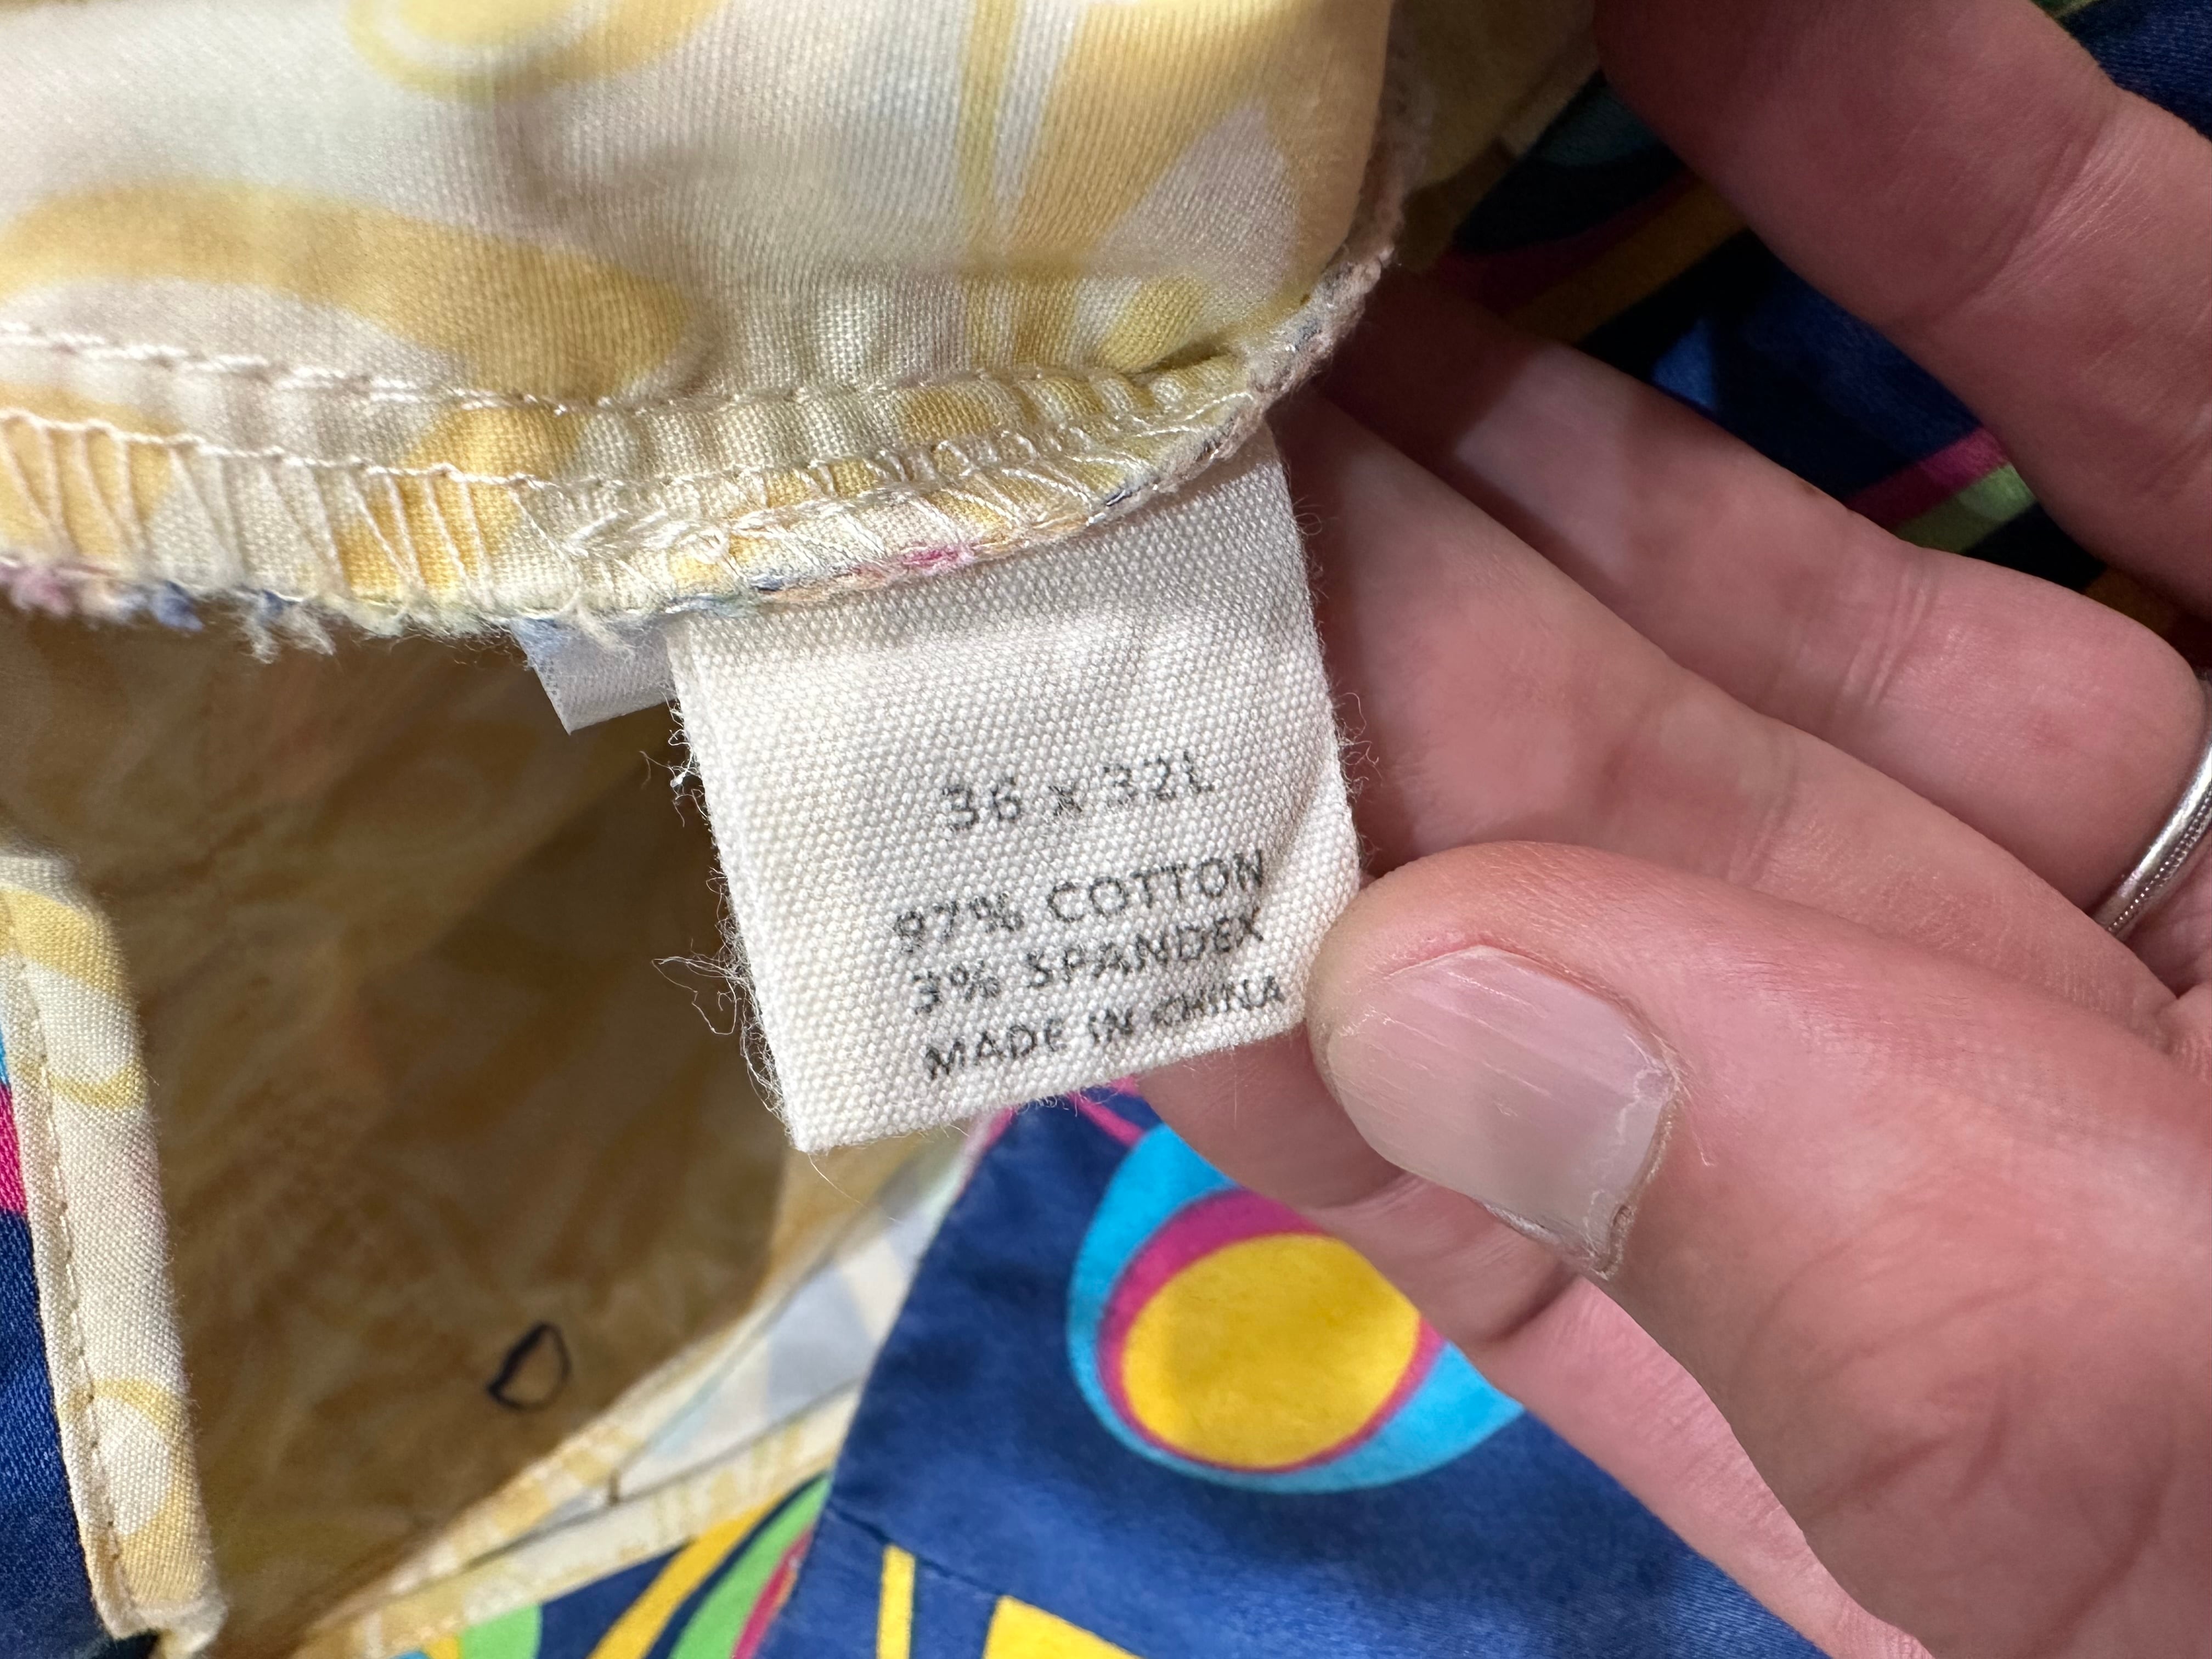 36 x 32L
97% COTTON
3% SPANDEX
MADE IN CHINA